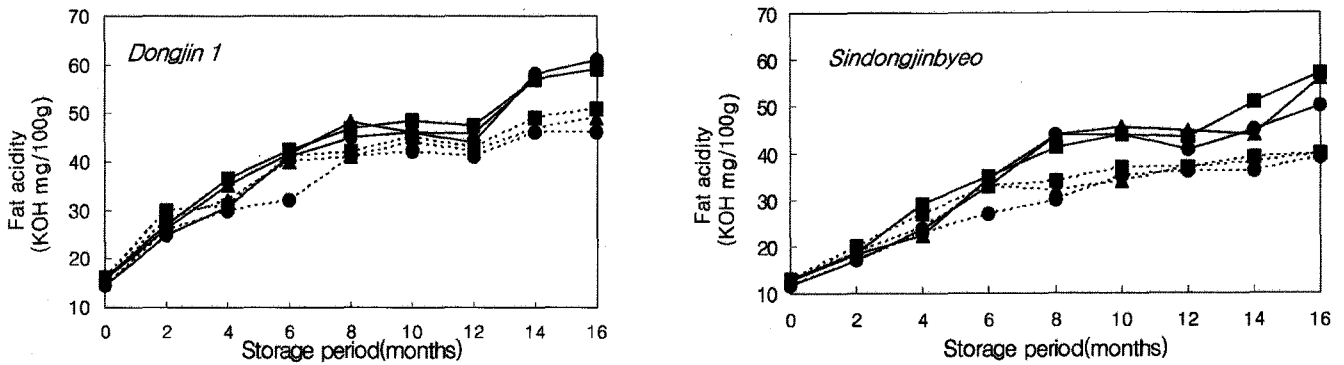 Dongjin 1
Fat acidity
(KOH mg/100g)
70
60
50
40
30
20
10
0 2 4 6 8 10 12 14 16
Storage period(months)
Sindongjinbyeo
Fat acidity
(KOH mg/100g)
70
60
50
40
30
20
10
0 2 4 6 8 10 12 14 16
Storage period(months)